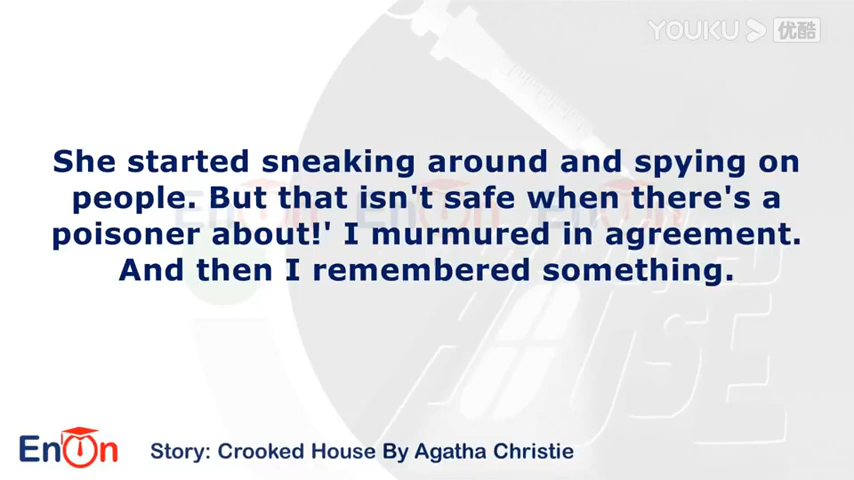 YOUKU 优酷
She started sneaking around and spying on
people. But that isn't safe when there's a
poisoner about!' I murmured in agreement.
And then I remembered something.
HOUSE
EnOn
Story: Crooked House By Agatha Christie